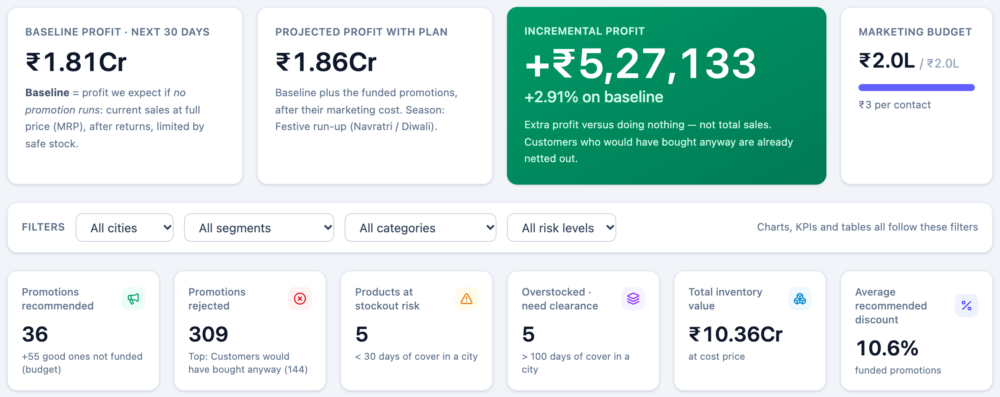 BASELINE PROFIT · NEXT 30 DAYS
₹1.81Cr
Baseline = profit we expect if no
promotion runs: current sales at full
price (MRP), after returns, limited by
safe stock.
PROJECTED PROFIT WITH PLAN
₹1.86Cr
Baseline plus the funded promotions,
after their marketing cost. Season:
Festive run-up (Navratri / Diwali).
INCREMENTAL PROFIT
+₹5,27,133
+2.91% on baseline
Extra profit versus doing nothing — not total sales.
Customers who would have bought anyway are already
netted out.
MARKETING BUDGET
₹2.0L / ₹2.0L
₹3 per contact
FILTERS
All cities
All segments
All categories
All risk levels
Charts, KPIs and tables all follow these filters
Promotions
recommended
36
+55 good ones not funded
(budget)
Promotions
rejected
309
Top: Customers would
have bought anyway (144)
Products at
stockout risk
5
< 30 days of cover in a city
Overstocked ·
need clearance
5
> 100 days of cover in a
city
Total inventory
value
₹10.36Cr
at cost price
Average
recommended
discount
10.6%
funded promotions